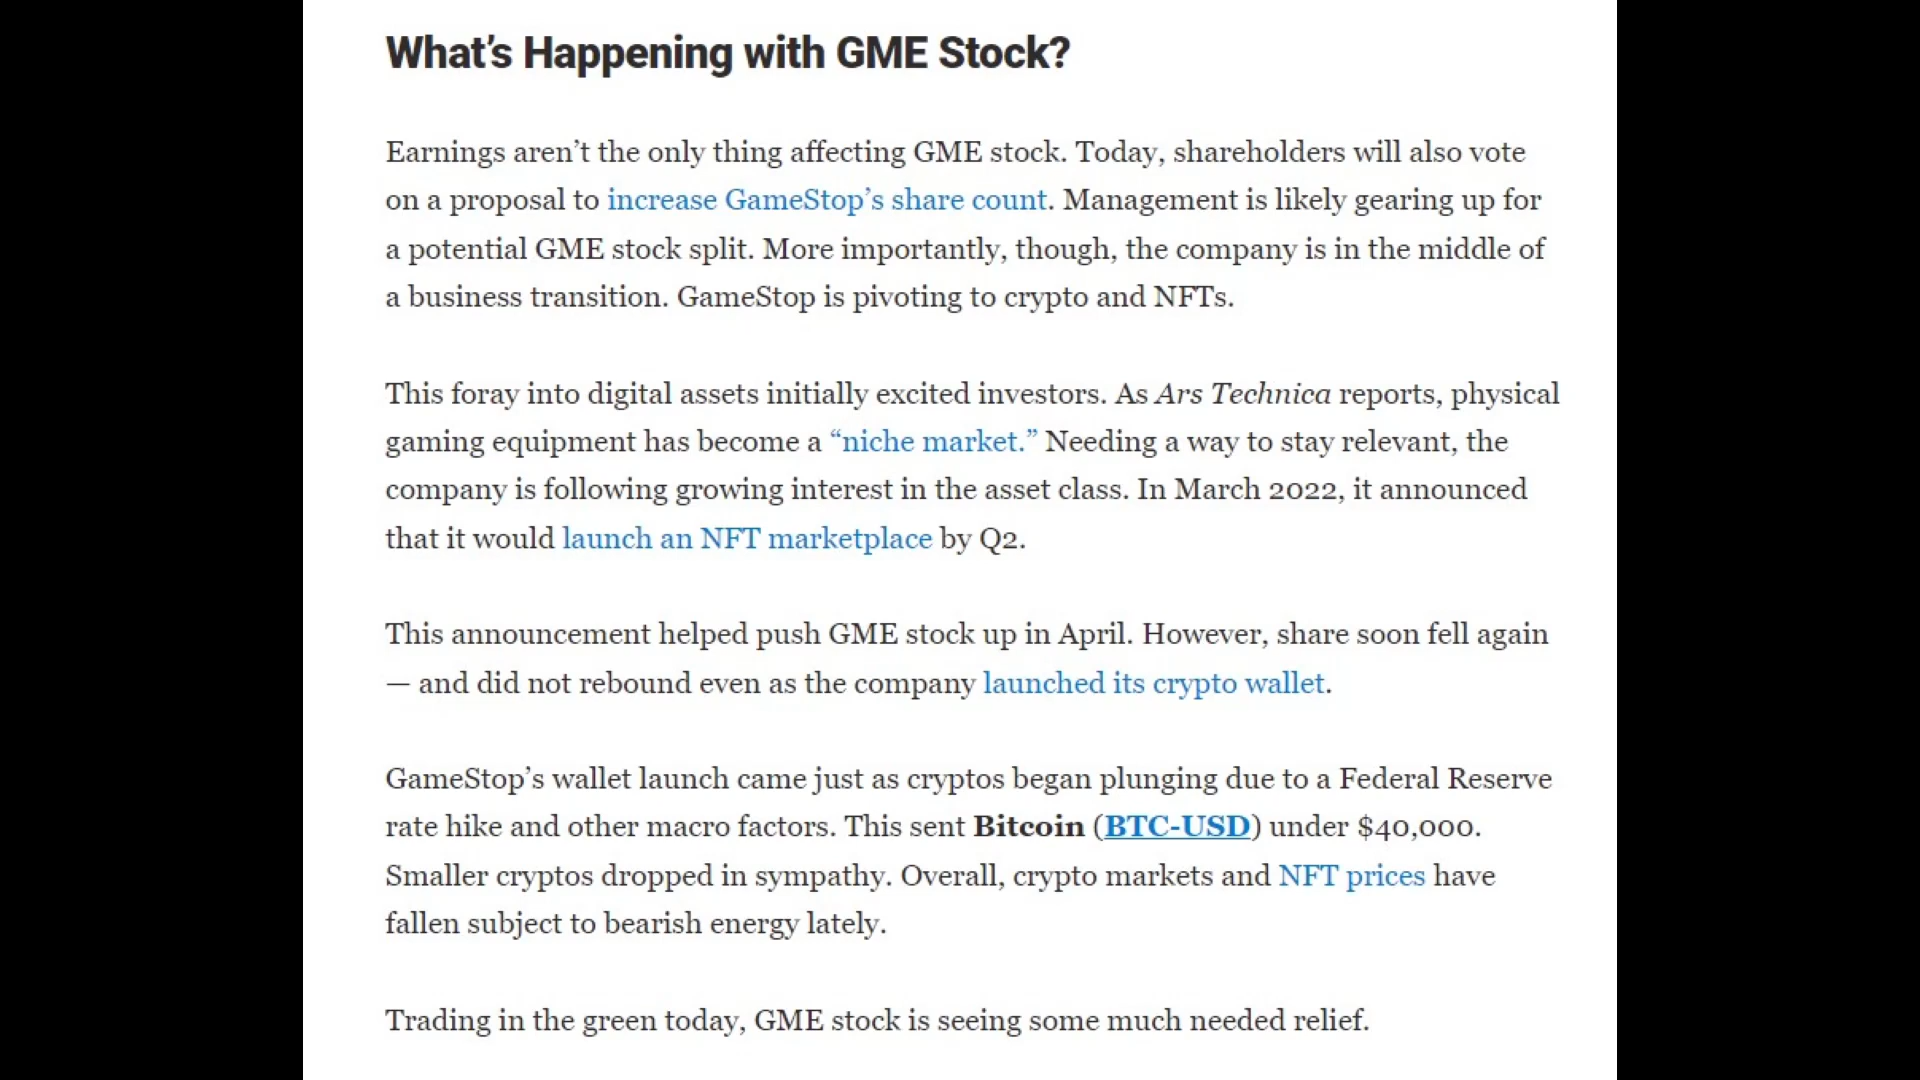 What’s Happening with GME Stock?
Earnings aren’t the only thing affecting GME stock. Today, shareholders will also vote
on a proposal to increase GameStop’s share count. Management is likely gearing up for
a potential GME stock split. More importantly, though, the company is in the middle of
a business transition. GameStop is pivoting to crypto and NFTs.
This foray into digital assets initially excited investors. As Ars Technica reports, physical
gaming equipment has become a “niche market.” Needing a way to stay relevant, the
company is following growing interest in the asset class. In March 2022, it announced
that it would launch an NFT marketplace by Q2.
This announcement helped push GME stock up in April. However, share soon fell again
— and did not rebound even as the company launched its crypto wallet.
GameStop’s wallet launch came just as cryptos began plunging due to a Federal Reserve
rate hike and other macro factors. This sent Bitcoin (BTC-USD) under $40,000.
Smaller cryptos dropped in sympathy. Overall, crypto markets and NFT prices have
fallen subject to bearish energy lately.
Trading in the green today, GME stock is seeing some much needed relief.